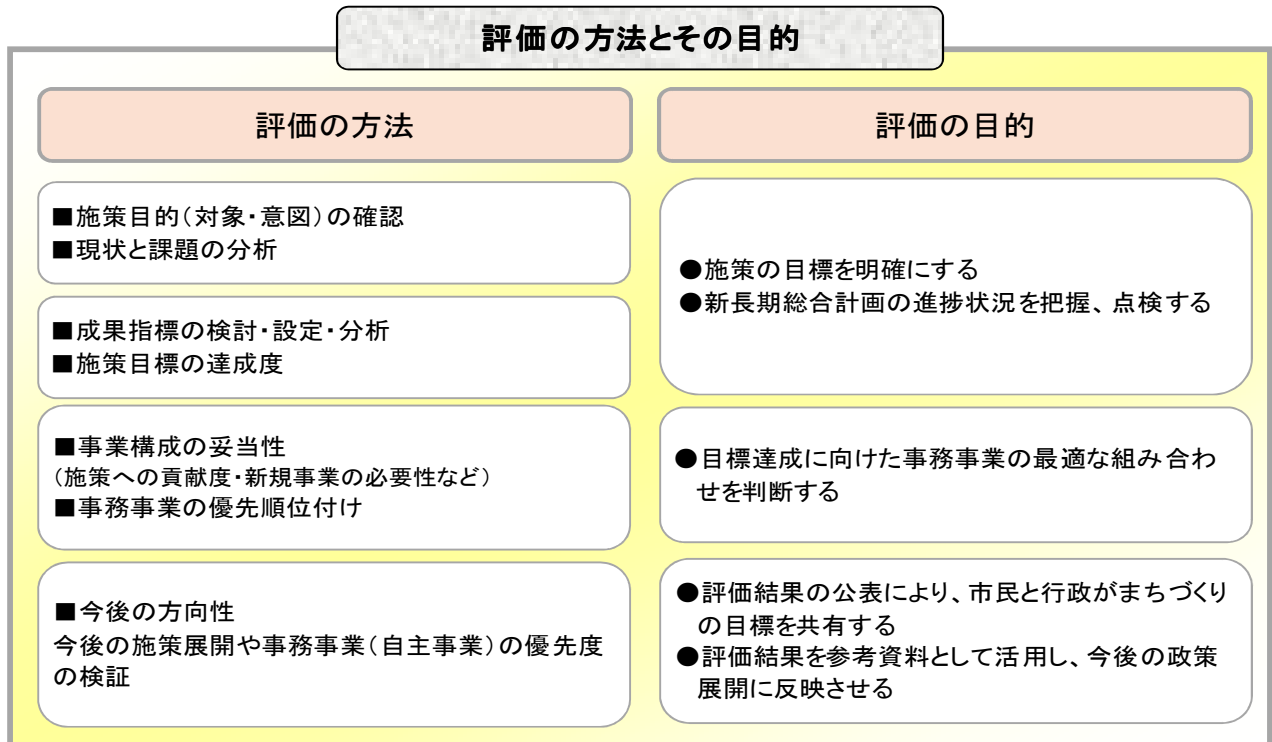 評価の方法とその目的
評価の方法
■施策目的(対象・意図)の確認
■現状と課題の分析
■成果指標の検討・設定・分析
■施策目標の達成度
■事業構成の妥当性
(施策への貢献度・新規事業の必要性など)
■事務事業の優先順位付け
■今後の方向性
今後の施策展開や事務事業(自主事業)の優先度
の検証
評価の目的
●施策の目標を明確にする
●新長期総合計画の進捗状況を把握、点検する
●目標達成に向けた事務事業の最適な組み合わ
せを判断する
●評価結果の公表により、市民と行政がまちづくり
の目標を共有する
●評価結果を参考資料として活用し、今後の政策
展開に反映させる